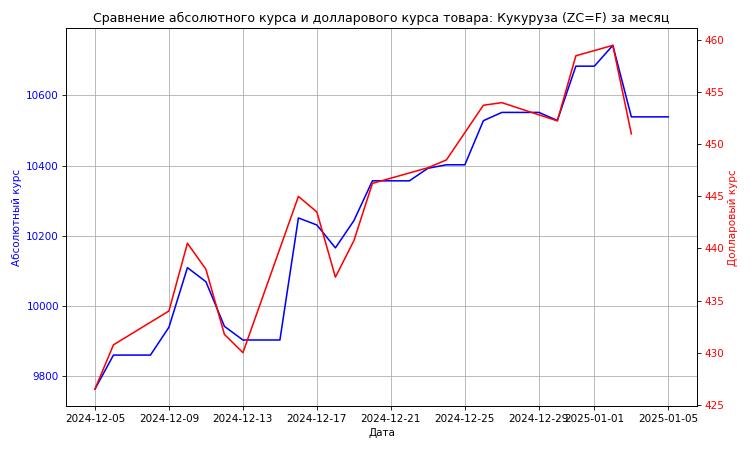 Сравнение абсолютного курса и долларового курса товара: Кукуруза (ZC=F) за месяц
Абсолютный курс
10600
10400
10200
10000
9800
460
455
450
445
440
435
430
425
Долларовый курс
2024-12-05 2024-12-09 2024-12-13 2024-12-17 2024-12-21 2024-12-25 2024-12-29 2025-01-01 2025-01-05
Дата